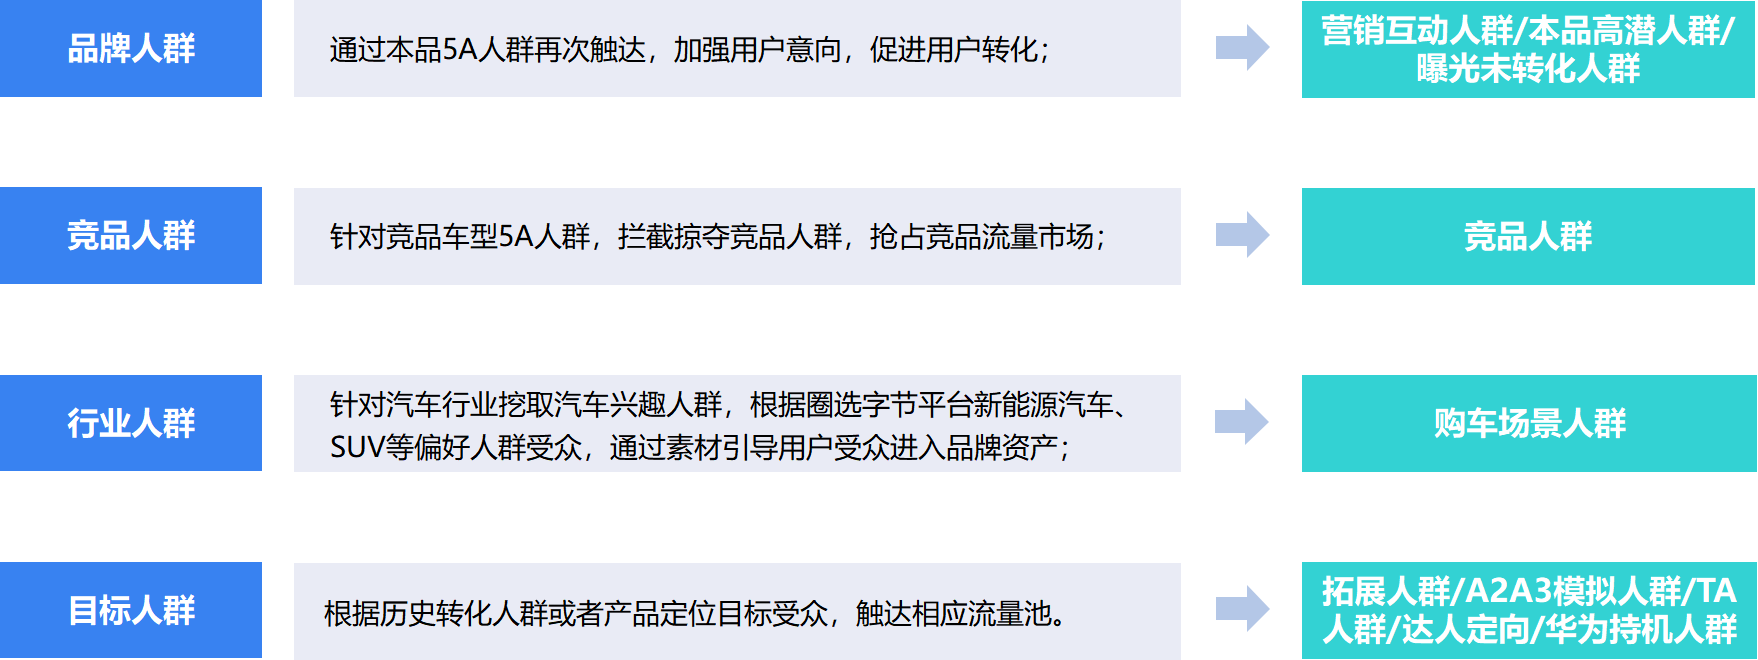 品牌人群
通过本品5A人群再次触达，加强用户意向，促进用户转化；
营销互动人群/本品高潜人群/
曝光未转化人群
竞品人群
针对竞品车型5A人群，拦截掠夺竞品人群，抢占竞品流量市场；
竞品人群
行业人群
针对汽车行业挖取汽车兴趣人群，根据圈选字节平台新能源汽车、
SUV等偏好人群受众，通过素材引导用户受众进入品牌资产；
购车场景人群
目标人群
根据历史转化人群或者产品定位目标受众，触达相应流量池。
拓展人群/A2A3模拟人群/TA
人群/达人定向/华为持机人群